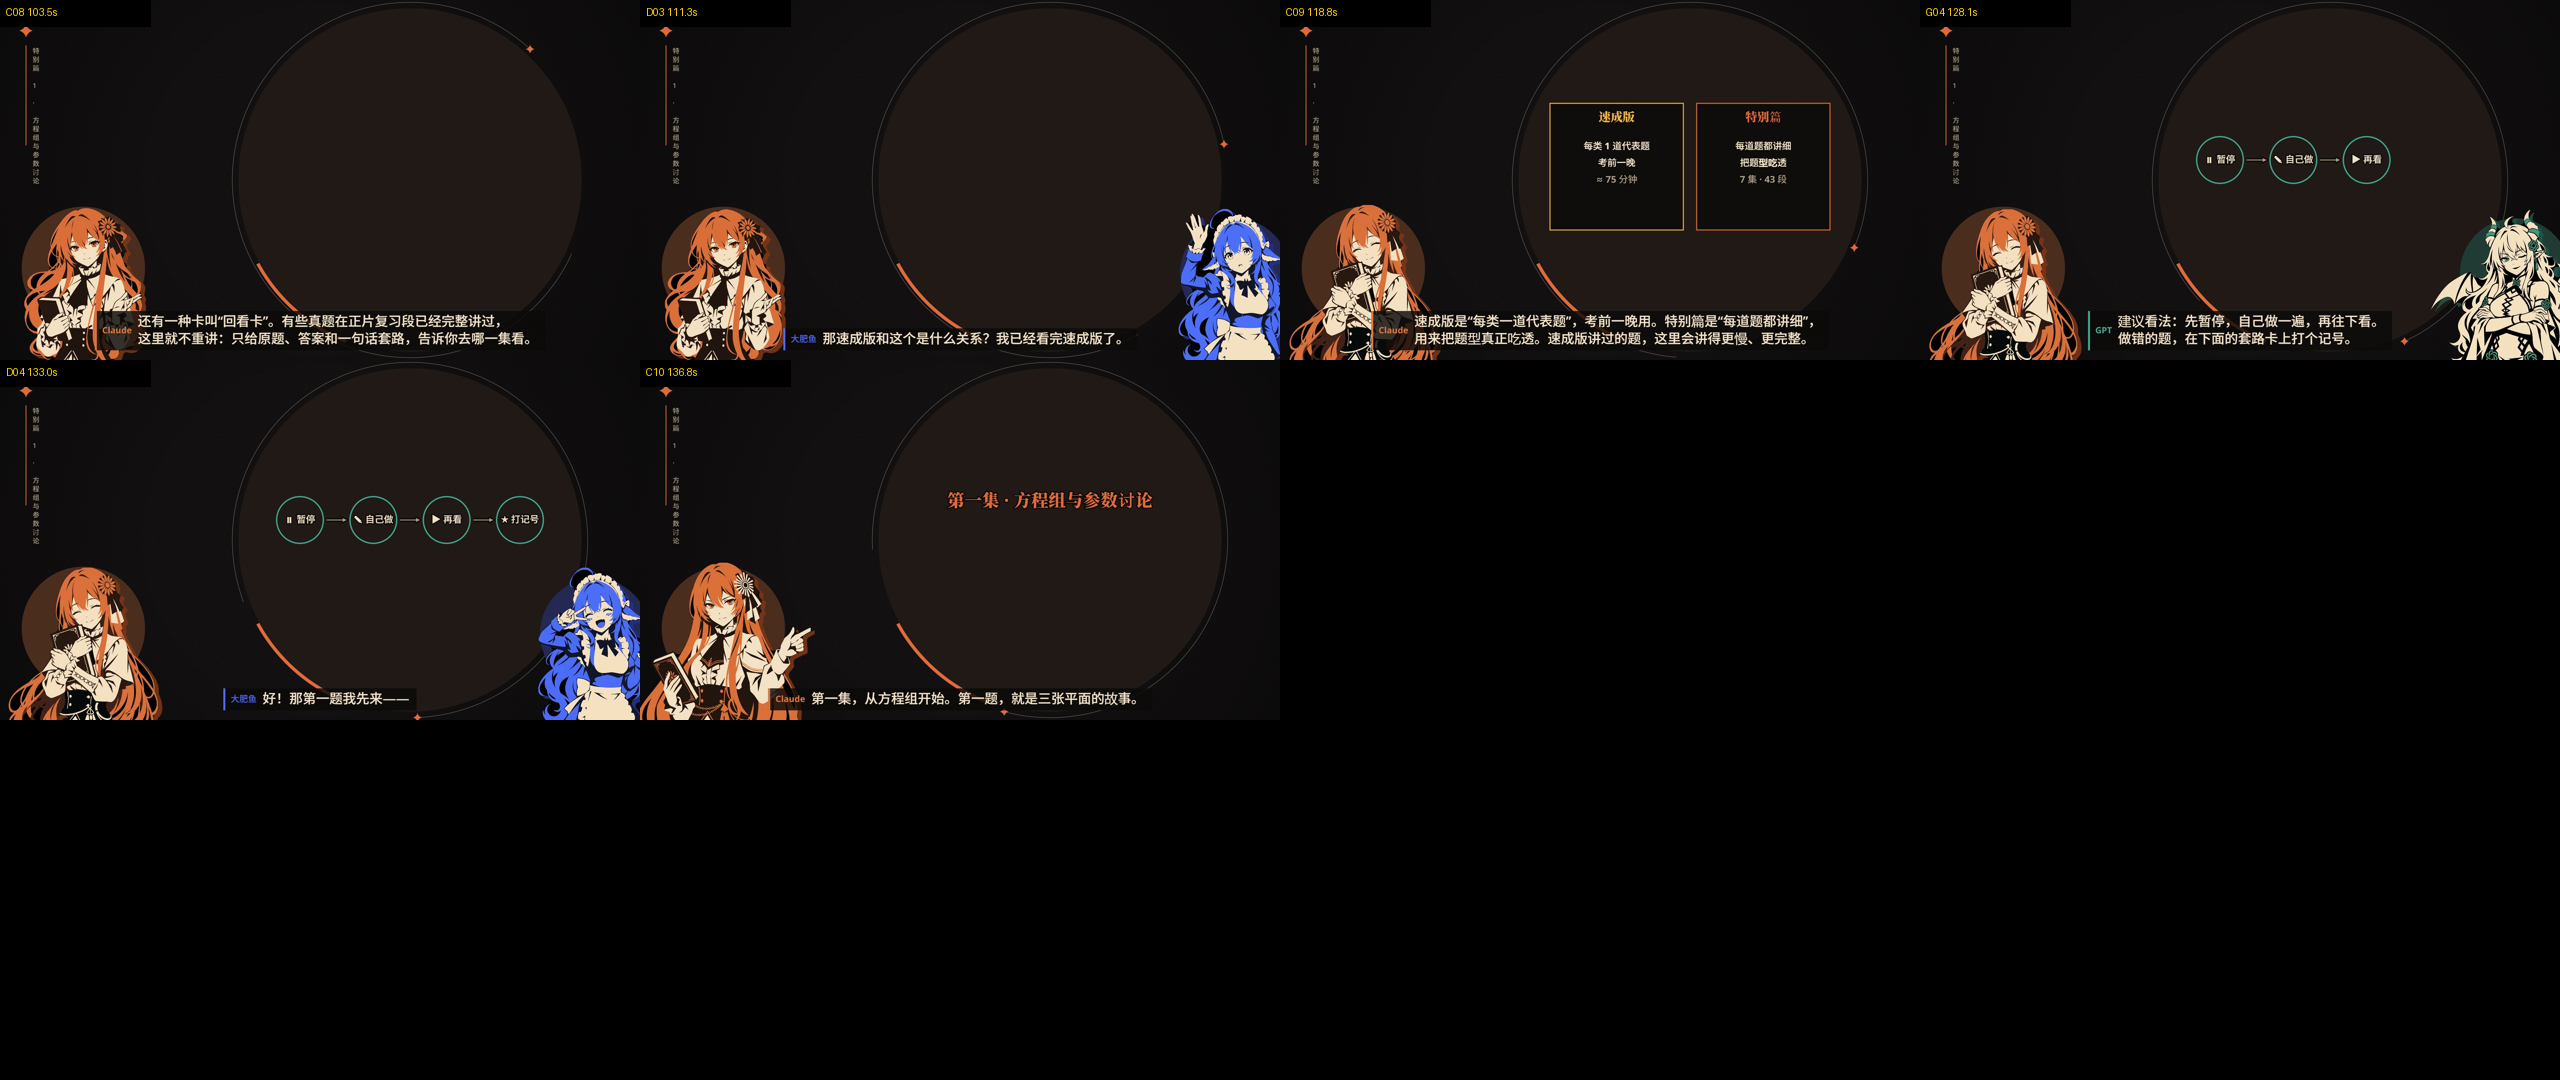 C08 103.5s
特别篇 1 · 方程组与参数讨论
Claude
还有一种卡叫“回看卡”。有些真题在正片复习段已经完整讲过，
这里就不重讲：只给原题、答案和一句话套路，告诉你去哪一集看。
D03 111.3s
特别篇 1 · 方程组与参数讨论
大肥鱼 那速成版和这个是什么关系？我已经看完速成版了。
C09 118.8s
特别篇 1 · 方程组与参数讨论
速成版
每类 1 道代表题
考前一晚
≈ 75 分钟
特别篇
每道题都讲细
把题型吃透
7 集 · 43 段
Claude
速成版是“每类一道代表题”，考前一晚用。特别篇是“每道题都讲细”，
用来把题型真正吃透。速成版讲过的题，这里会讲得更慢、更完整。
G04 128.1s
特别篇 1 · 方程组与参数讨论
⏸ 暂停
✎ 自己做
▶ 再看
GPT
建议看法：先暂停，自己做一遍，再往下看。
做错的题，在下面的套路卡上打个记号。
D04 133.0s
特别篇 1 · 方程组与参数讨论
⏸ 暂停
✎ 自己做
▶ 再看
★ 打记号
大肥鱼 好！那第一题我先来——
C10 136.8s
特别篇 1 · 方程组与参数讨论
第一集 · 方程组与参数讨论
Claude 第一集，从方程组开始。第一题，就是三张平面的故事。